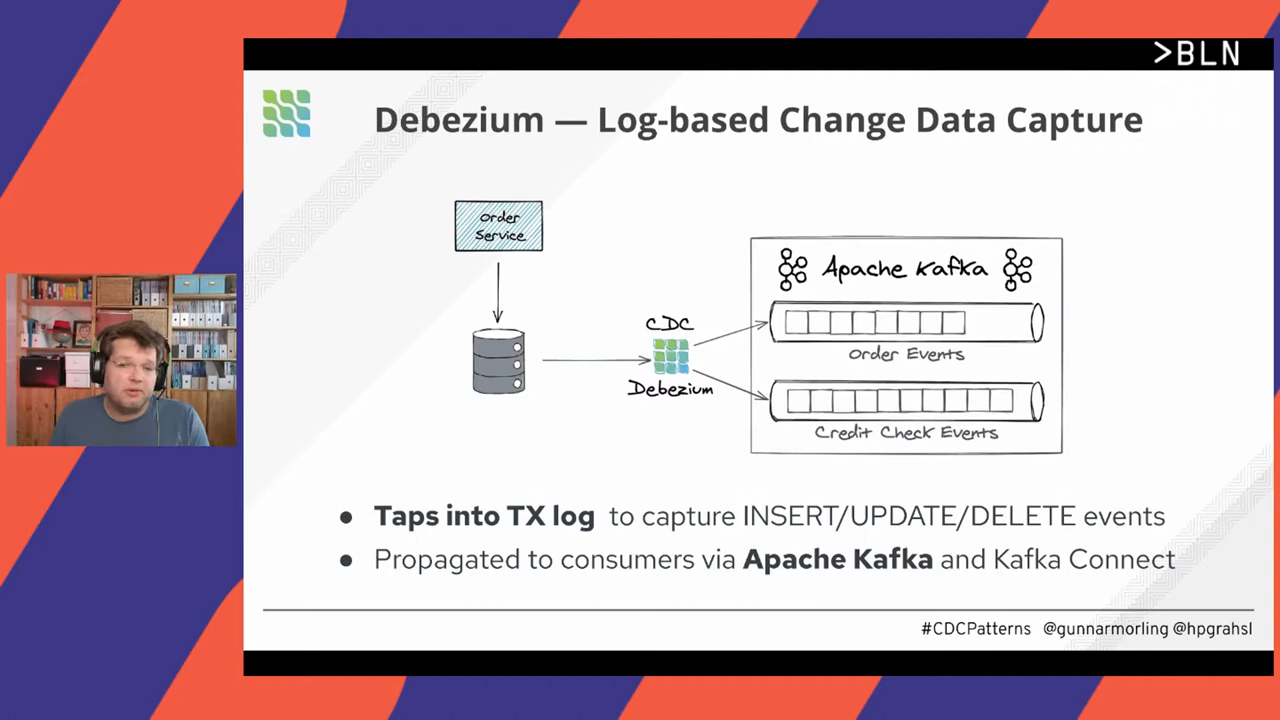 >BLN
Debezium — Log-based Change Data Capture
Order
Service
CDC
Debezium
Apache Kafka
Order Events
Credit Check Events
● Taps into TX log to capture INSERT/UPDATE/DELETE events
● Propagated to consumers via Apache Kafka and Kafka Connect
#CDCPatterns @gunnarmorling @hpgrahsl